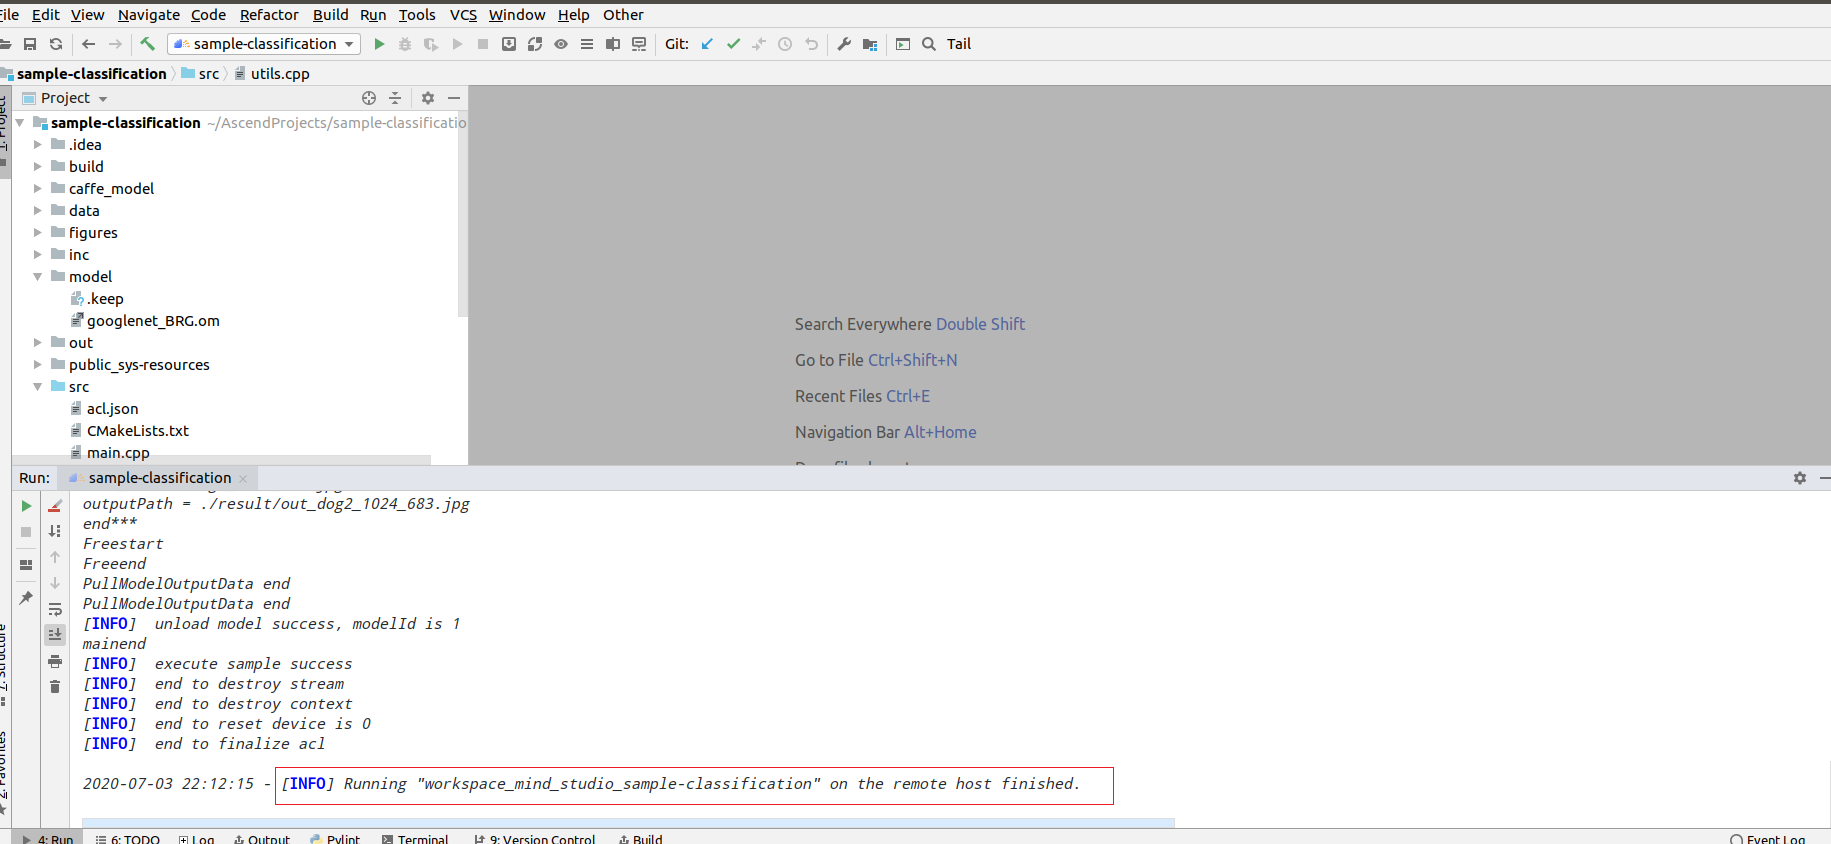 File Edit View Navigate Code Refactor Build Run Tools VCS Window Help Other
sample-classification Git: Tail
sample-classification src utils.cpp
1: Project
Project
sample-classification ~/AscendProjects/sample-classificatio
.idea
build
caffe_model
data
figures
inc
model
.keep
googlenet_BRG.om
out
public_sys-resources
src
acl.json
CMakeLists.txt
main.cpp
Search Everywhere Double Shift
Go to File Ctrl+Shift+N
Recent Files Ctrl+E
Navigation Bar Alt+Home
Run: sample-classification
outputPath = ./result/out_dog2_1024_683.jpg
end***
Freestart
Freeend
PullModelOutputData end
PullModelOutputData end
[INFO] unload model success, modelId is 1
mainend
[INFO] execute sample success
[INFO] end to destroy stream
[INFO] end to destroy context
[INFO] end to reset device is 0
[INFO] end to finalize acl
2020-07-03 22:12:15 - [INFO] Running "workspace_mind_studio_sample-classification" on the remote host finished.
7: Structure
2: Favorites
4: Run 6: TODO Log Output Pylint Terminal 9: Version Control Build Event Log